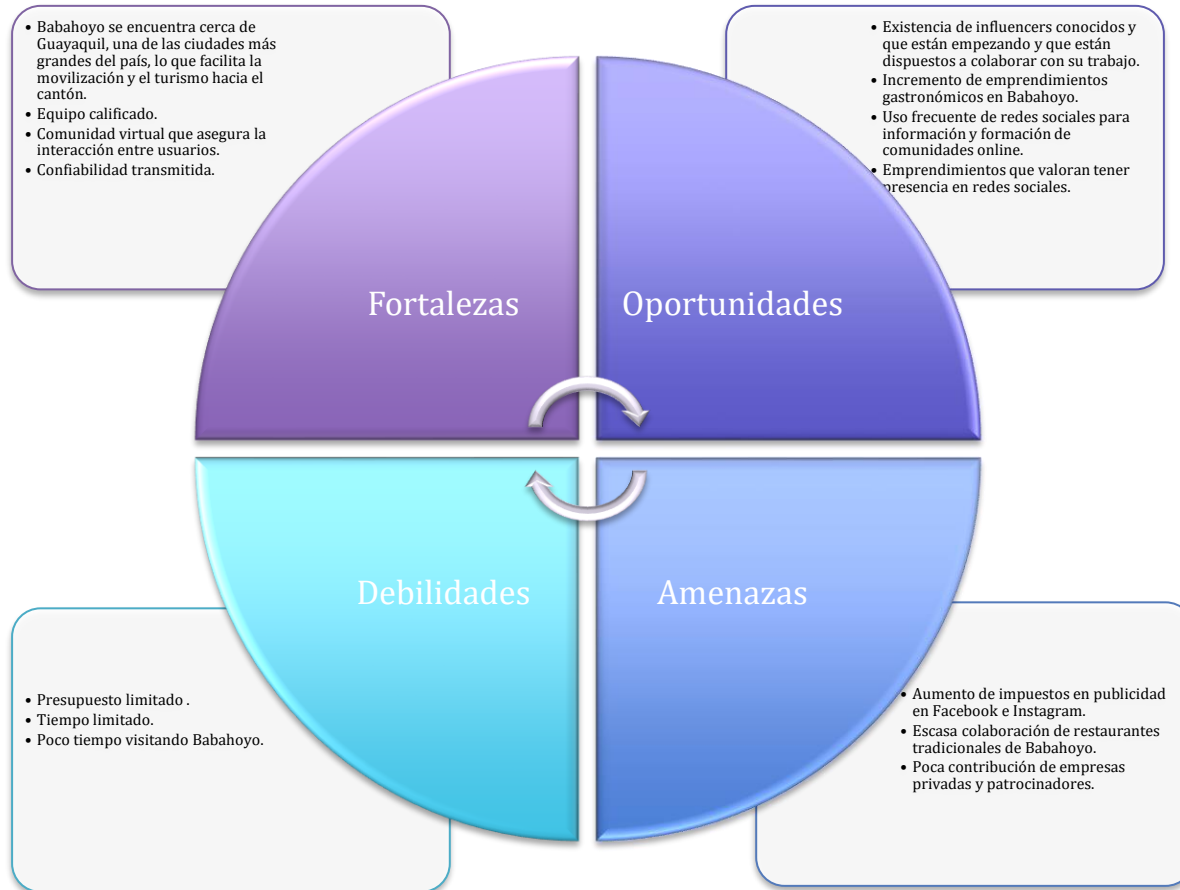 • Babahoyo se encuentra cerca de
Guayaquil, una de las ciudades más
grandes del país, lo que facilita la
movilización y el turismo hacia el
cantón.
• Equipo calificado.
• Comunidad virtual que asegura la
interacción entre usuarios.
• Confiabilidad transmitida.
• Existencia de influencers conocidos y
que están empezando y que están
dispuestos a colaborar con su trabajo.
• Incremento de emprendimientos
gastronómicos en Babahoyo.
• Uso frecuente de redes sociales para
información y formación de
comunidades online.
• Emprendimientos que valoran tener
presencia en redes sociales.
Fortalezas
Oportunidades
Debilidades
Amenazas
• Presupuesto limitado .
• Tiempo limitado.
• Poco tiempo visitando Babahoyo.
• Aumento de impuestos en publicidad
en Facebook e Instagram.
• Escasa colaboración de restaurantes
tradicionales de Babahoyo.
• Poca contribución de empresas
privadas y patrocinadores.